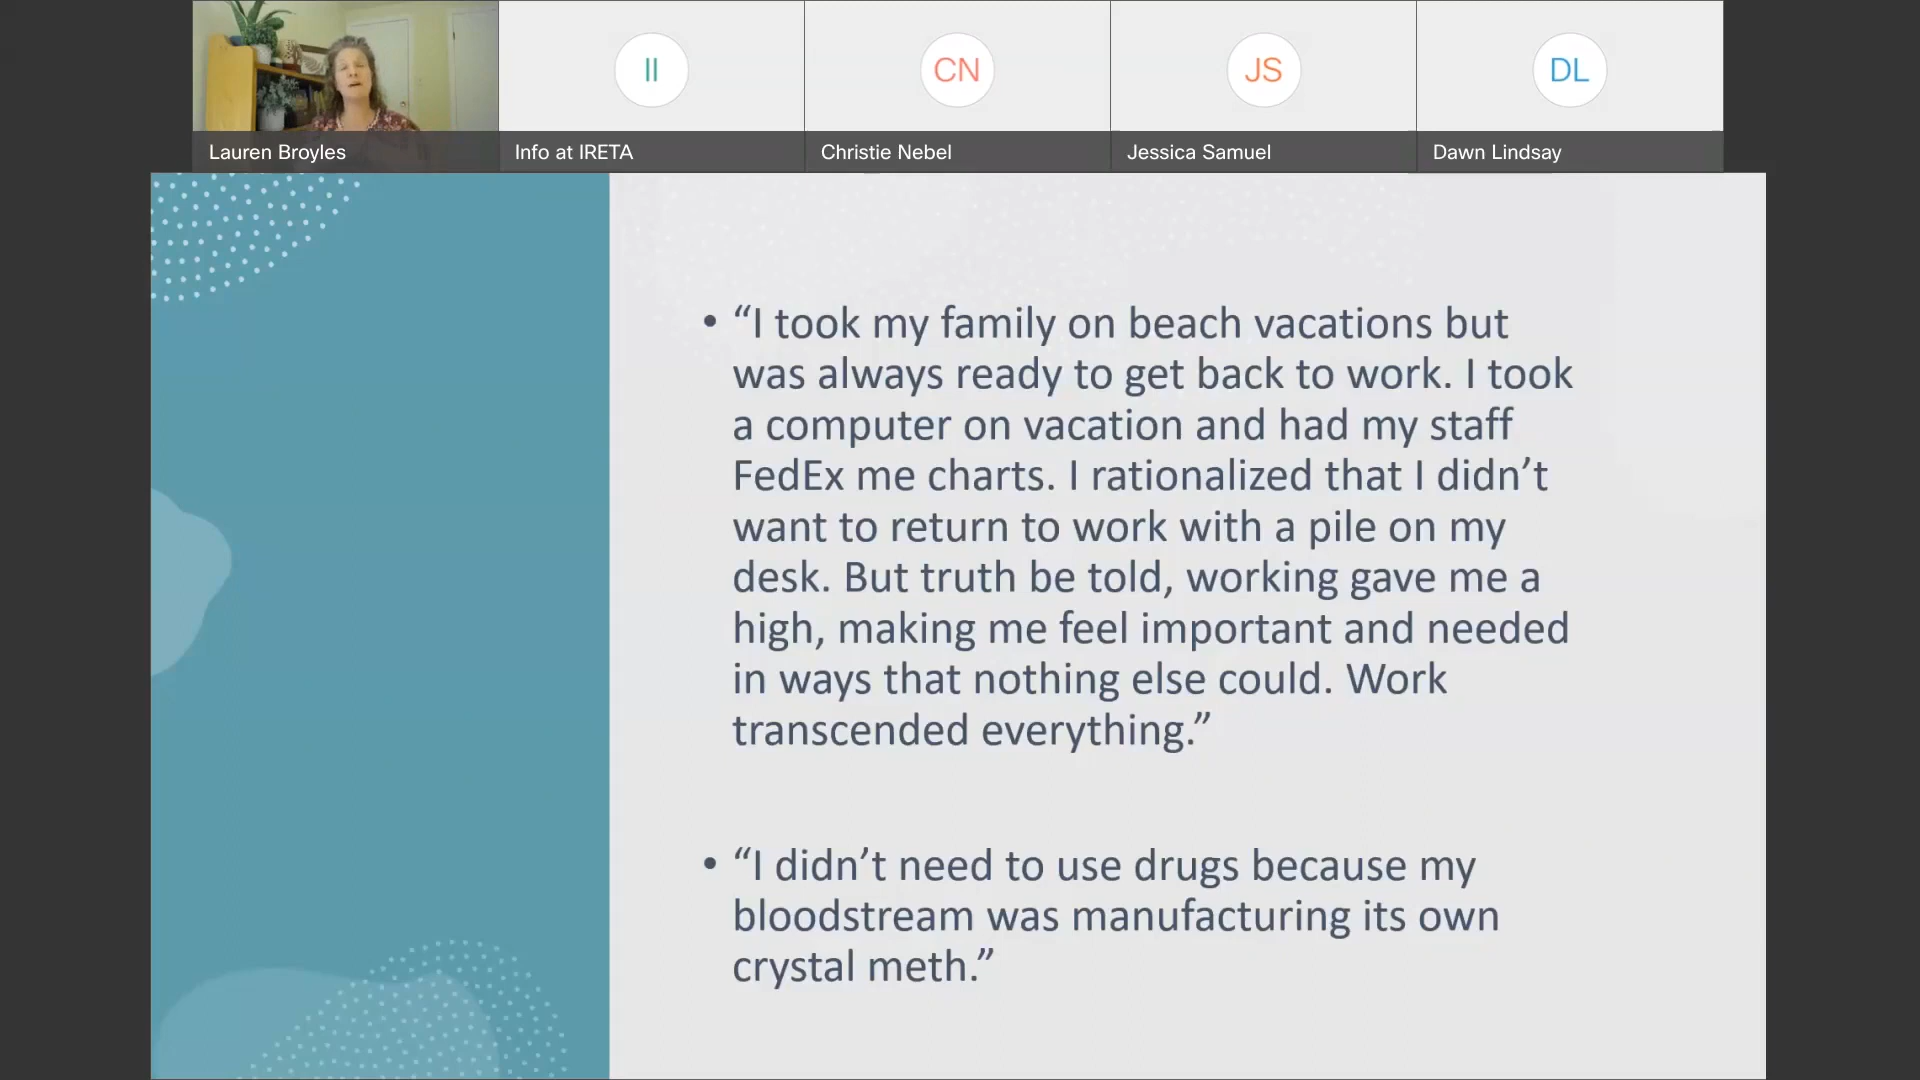 II
CN
JS
DL
Lauren Broyles
Info at IRETA
Christie Nebel
Jessica Samuel
Dawn Lindsay
• “I took my family on beach vacations but
was always ready to get back to work. I took
a computer on vacation and had my staff
FedEx me charts. I rationalized that I didn’t
want to return to work with a pile on my
desk. But truth be told, working gave me a
high, making me feel important and needed
in ways that nothing else could. Work
transcended everything.”
• “I didn’t need to use drugs because my
bloodstream was manufacturing its own
crystal meth.”